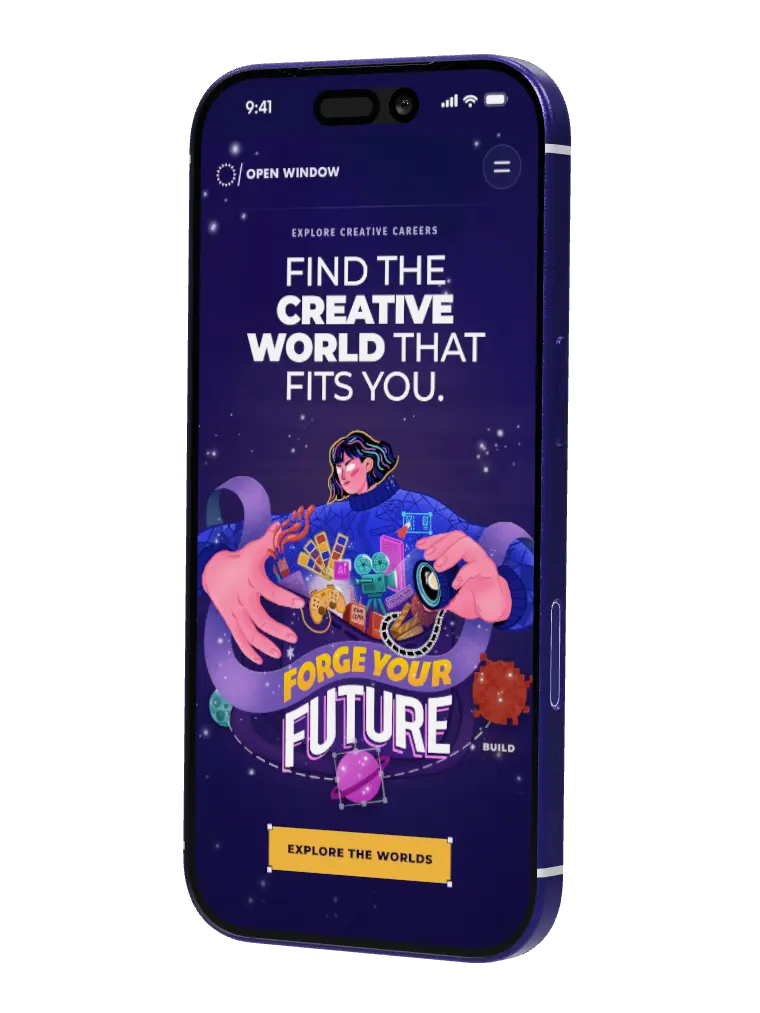 9:41
OPEN WINDOW
EXPLORE CREATIVE CAREERS
FIND THE
CREATIVE
WORLD THAT
FITS YOU.
Ai
FORGE YOUR
FUTURE
BUILD
EXPLORE THE WORLDS